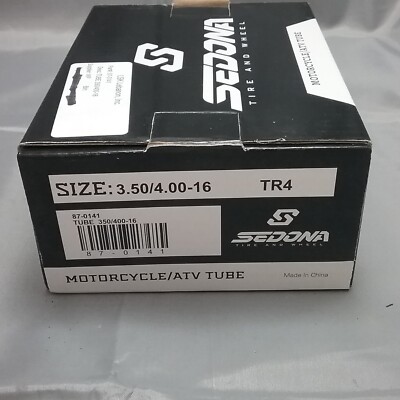 SEDONA
TIRE AND WHEEL
MOTORCYCLE/ATV TUBE
SIZE: 3.50/4.00-16 TR4
87-0141
TUBE 350/400-16
87-0141
SEDONA
TIRE AND WHEEL
MOTORCYCLE/ATV TUBE
Made In China